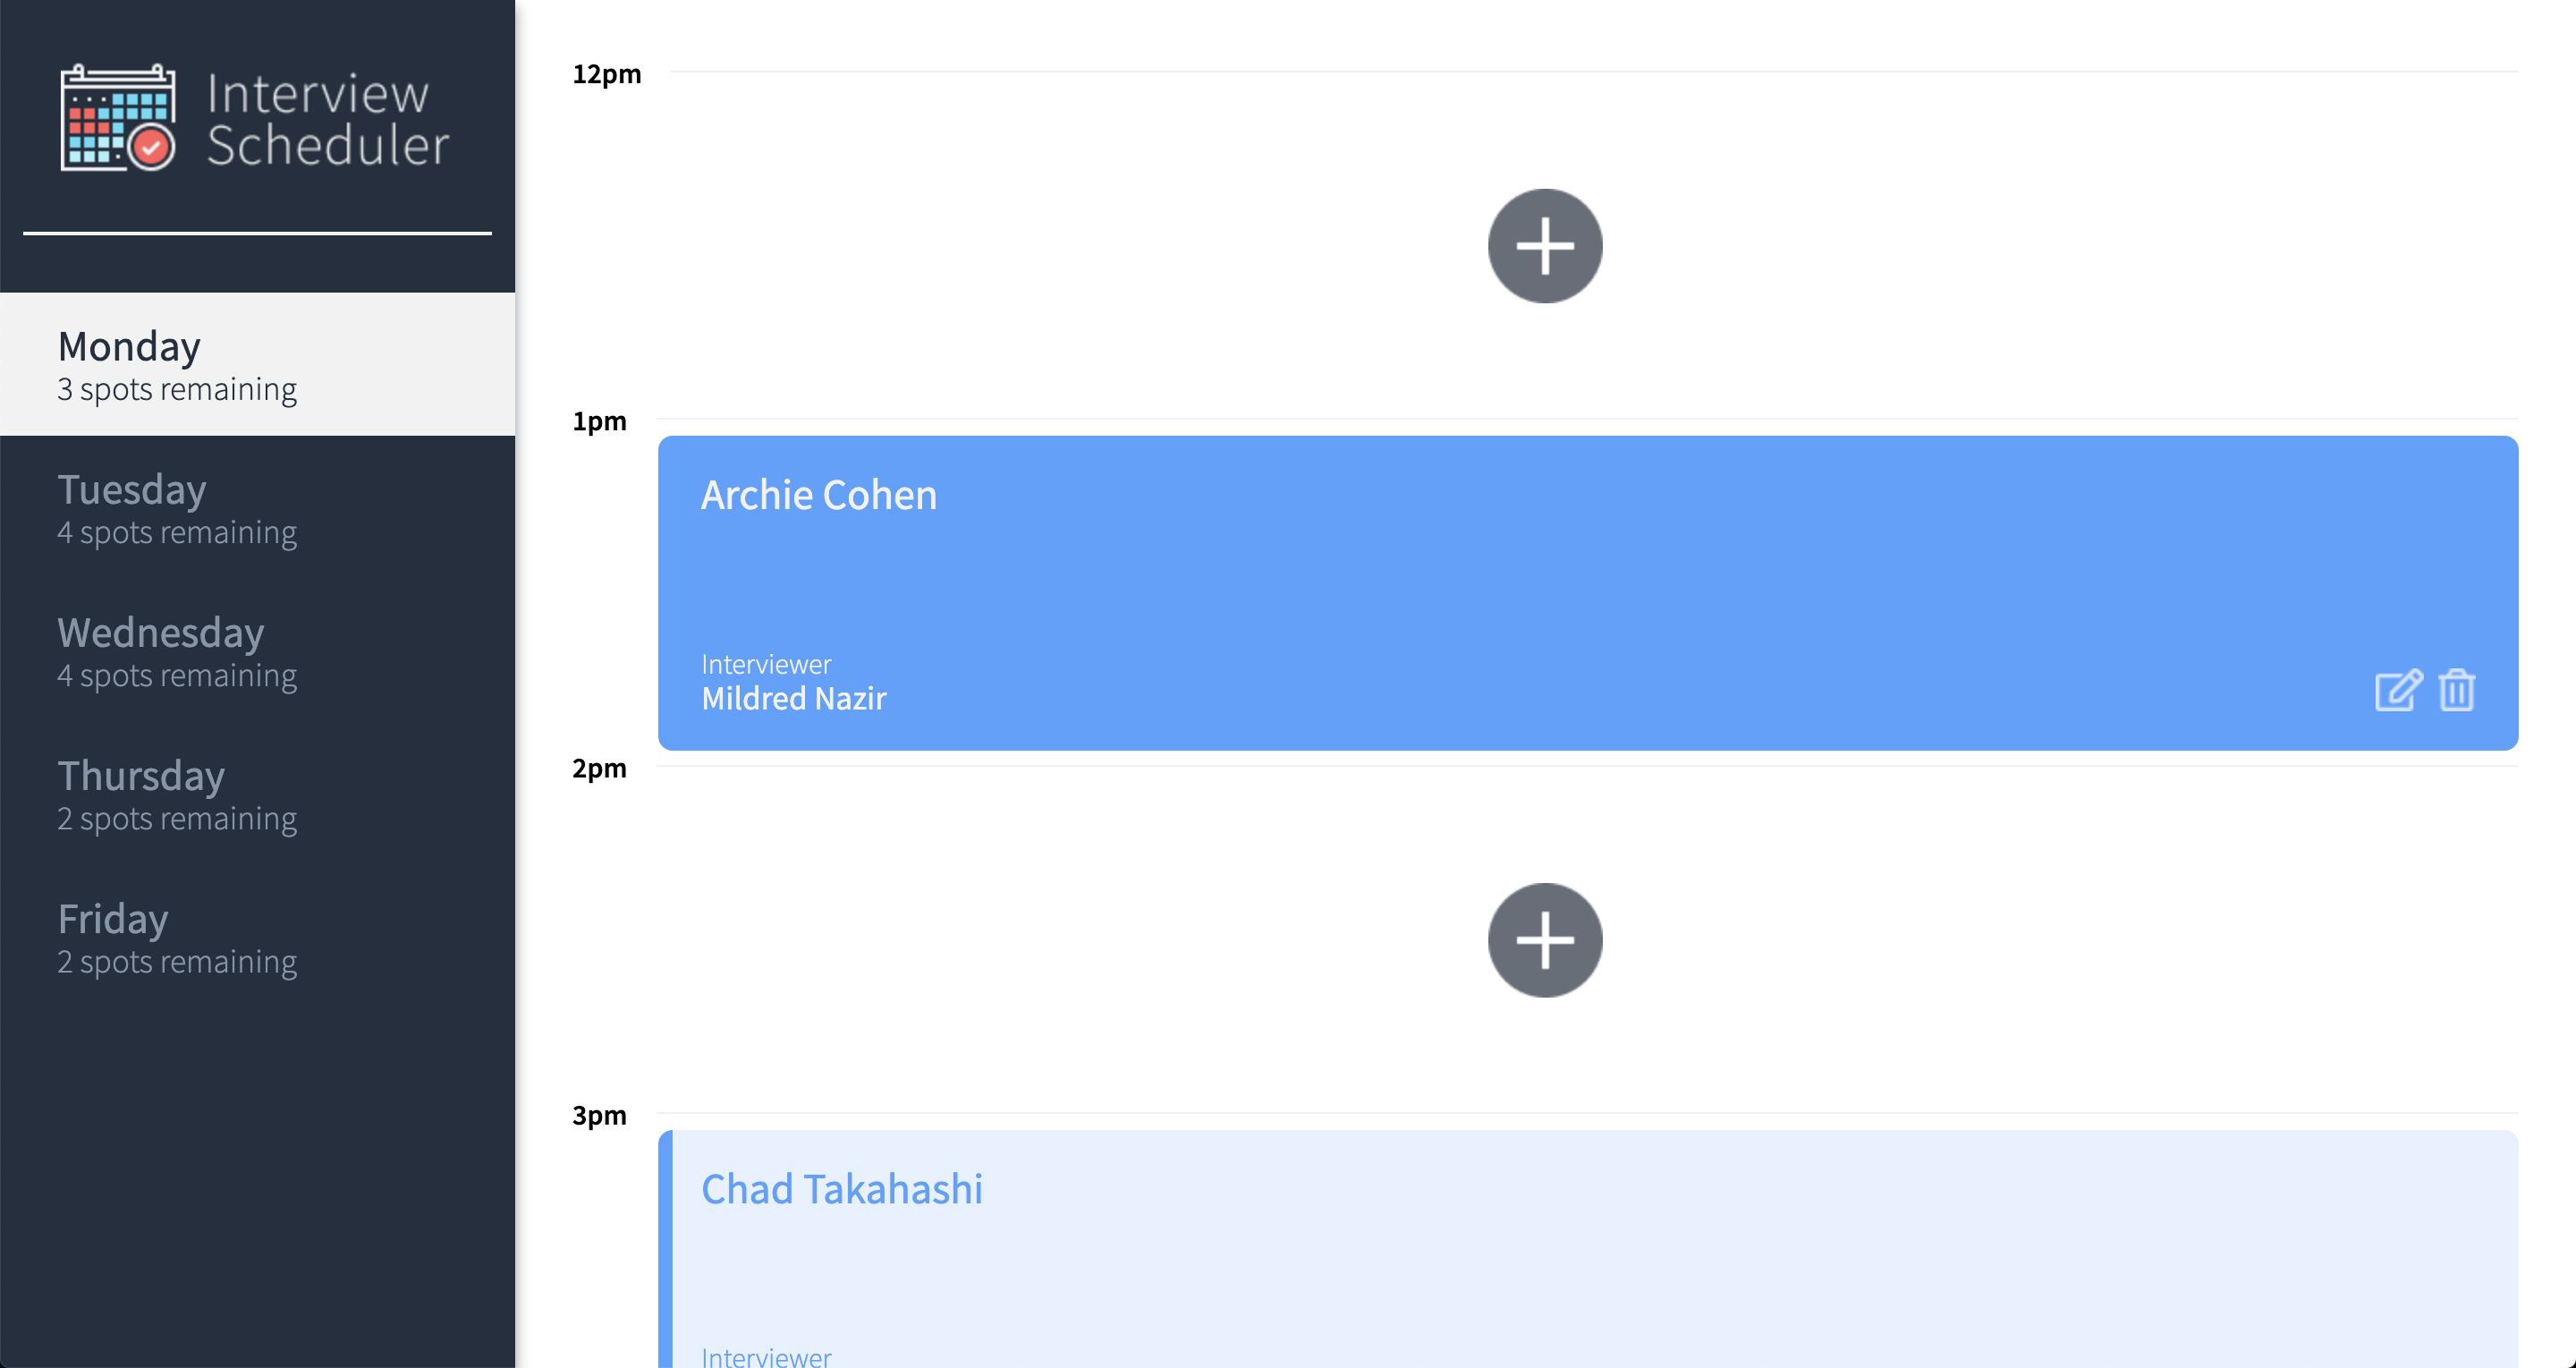 Interview
Scheduler
Monday
3 spots remaining
Tuesday
4 spots remaining
Wednesday
4 spots remaining
Thursday
2 spots remaining
Friday
2 spots remaining
12pm
1pm
Archie Cohen
Interviewer
Mildred Nazir
2pm
3pm
Chad Takahashi
Interviewer